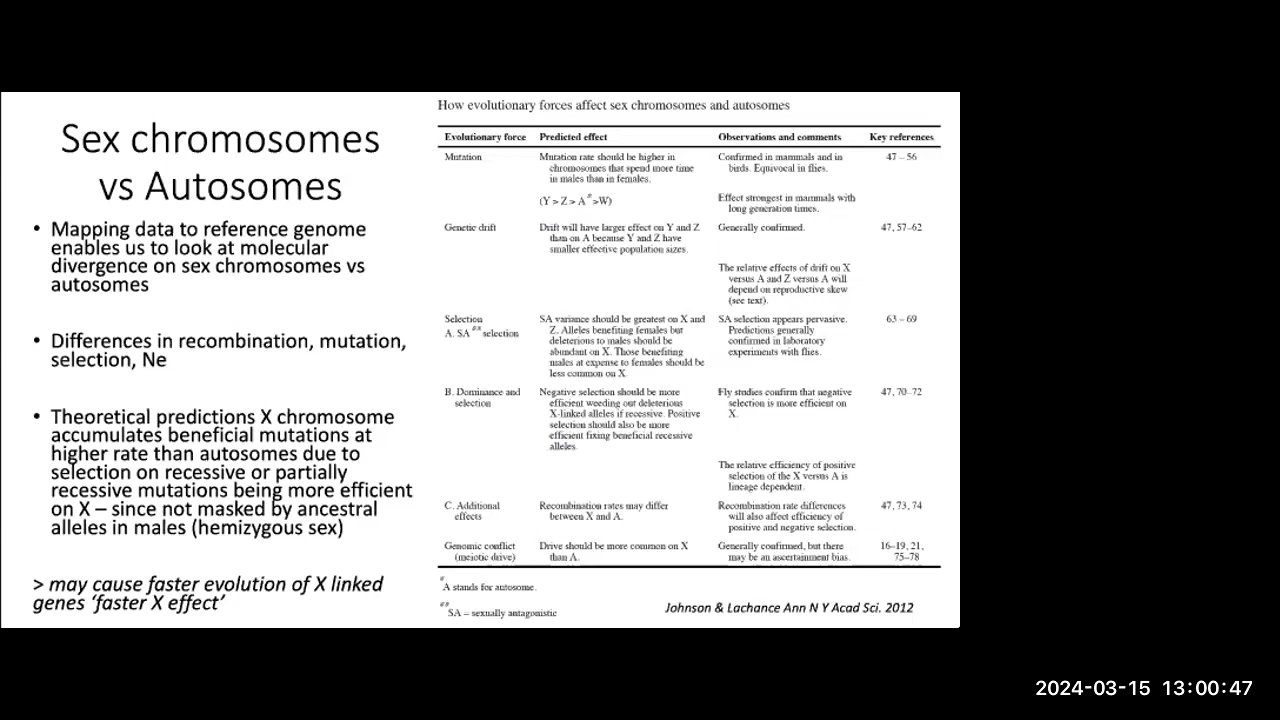 Sex chromosomes
vs Autosomes
• Mapping data to reference genome
enables us to look at molecular
divergence on sex chromosomes vs
autosomes
• Differences in recombination, mutation,
selection, Ne
• Theoretical predictions X chromosome
accumulates beneficial mutations at
higher rate than autosomes due to
selection on recessive or partially
recessive mutations being more efficient
on X – since not masked by ancestral
alleles in males (hemizygous sex)
> may cause faster evolution of X linked
genes ‘faster X effect’
How evolutionary forces affect sex chromosomes and autosomes
Evolutionary force Predicted effect Observations and comments Key references
Mutation Mutation rate should be higher in Confirmed in mammals and in 47 – 56
chromosomes that spend more time birds. Equivocal in flies.
in males than in females.
(Y > Z > A # >W) Effect strongest in mammals with
long generation times.
Genetic drift Drift will have larger effect on Y and Z Generally confirmed. 47, 57–62
than on A because Y and Z have
smaller effective population sizes.
The relative effects of drift on X
versus A and Z versus A will
depend on reproductive skew
(see text).
Selection SA variance should be greatest on X and SA selection appears pervasive. 63 – 69
A. SA ## selection Z. Alleles benefiting females but Predictions generally
deleterious to males should be confirmed in laboratory
abundant on X. Those benefiting experiments with flies.
males at expense to females should be
less common on X.
B. Dominance and Negative selection should be more Fly studies confirm that negative 47, 70–72
selection efficient weeding out deleterious selection is more efficient on
X-linked alleles if recessive. Positive X.
selection should also be more
efficient fixing beneficial recessive
alleles.
The relative efficiency of positive
selection of the X versus A is
lineage dependent.
C. Additional Recombination rates may differ Recombination rate differences 47, 73, 74
effects between X and A. will also affect efficiency of
positive and negative selection.
Genomic conflict Drive should be more common on X Generally confirmed, but there 16–19, 21,
(meiotic drive) than A. may be an ascertainment bias. 75–78
# A stands for autosome.
## SA = sexually antagonistic
Johnson & Lachance Ann N Y Acad Sci. 2012
2024-03-15 13:00:47